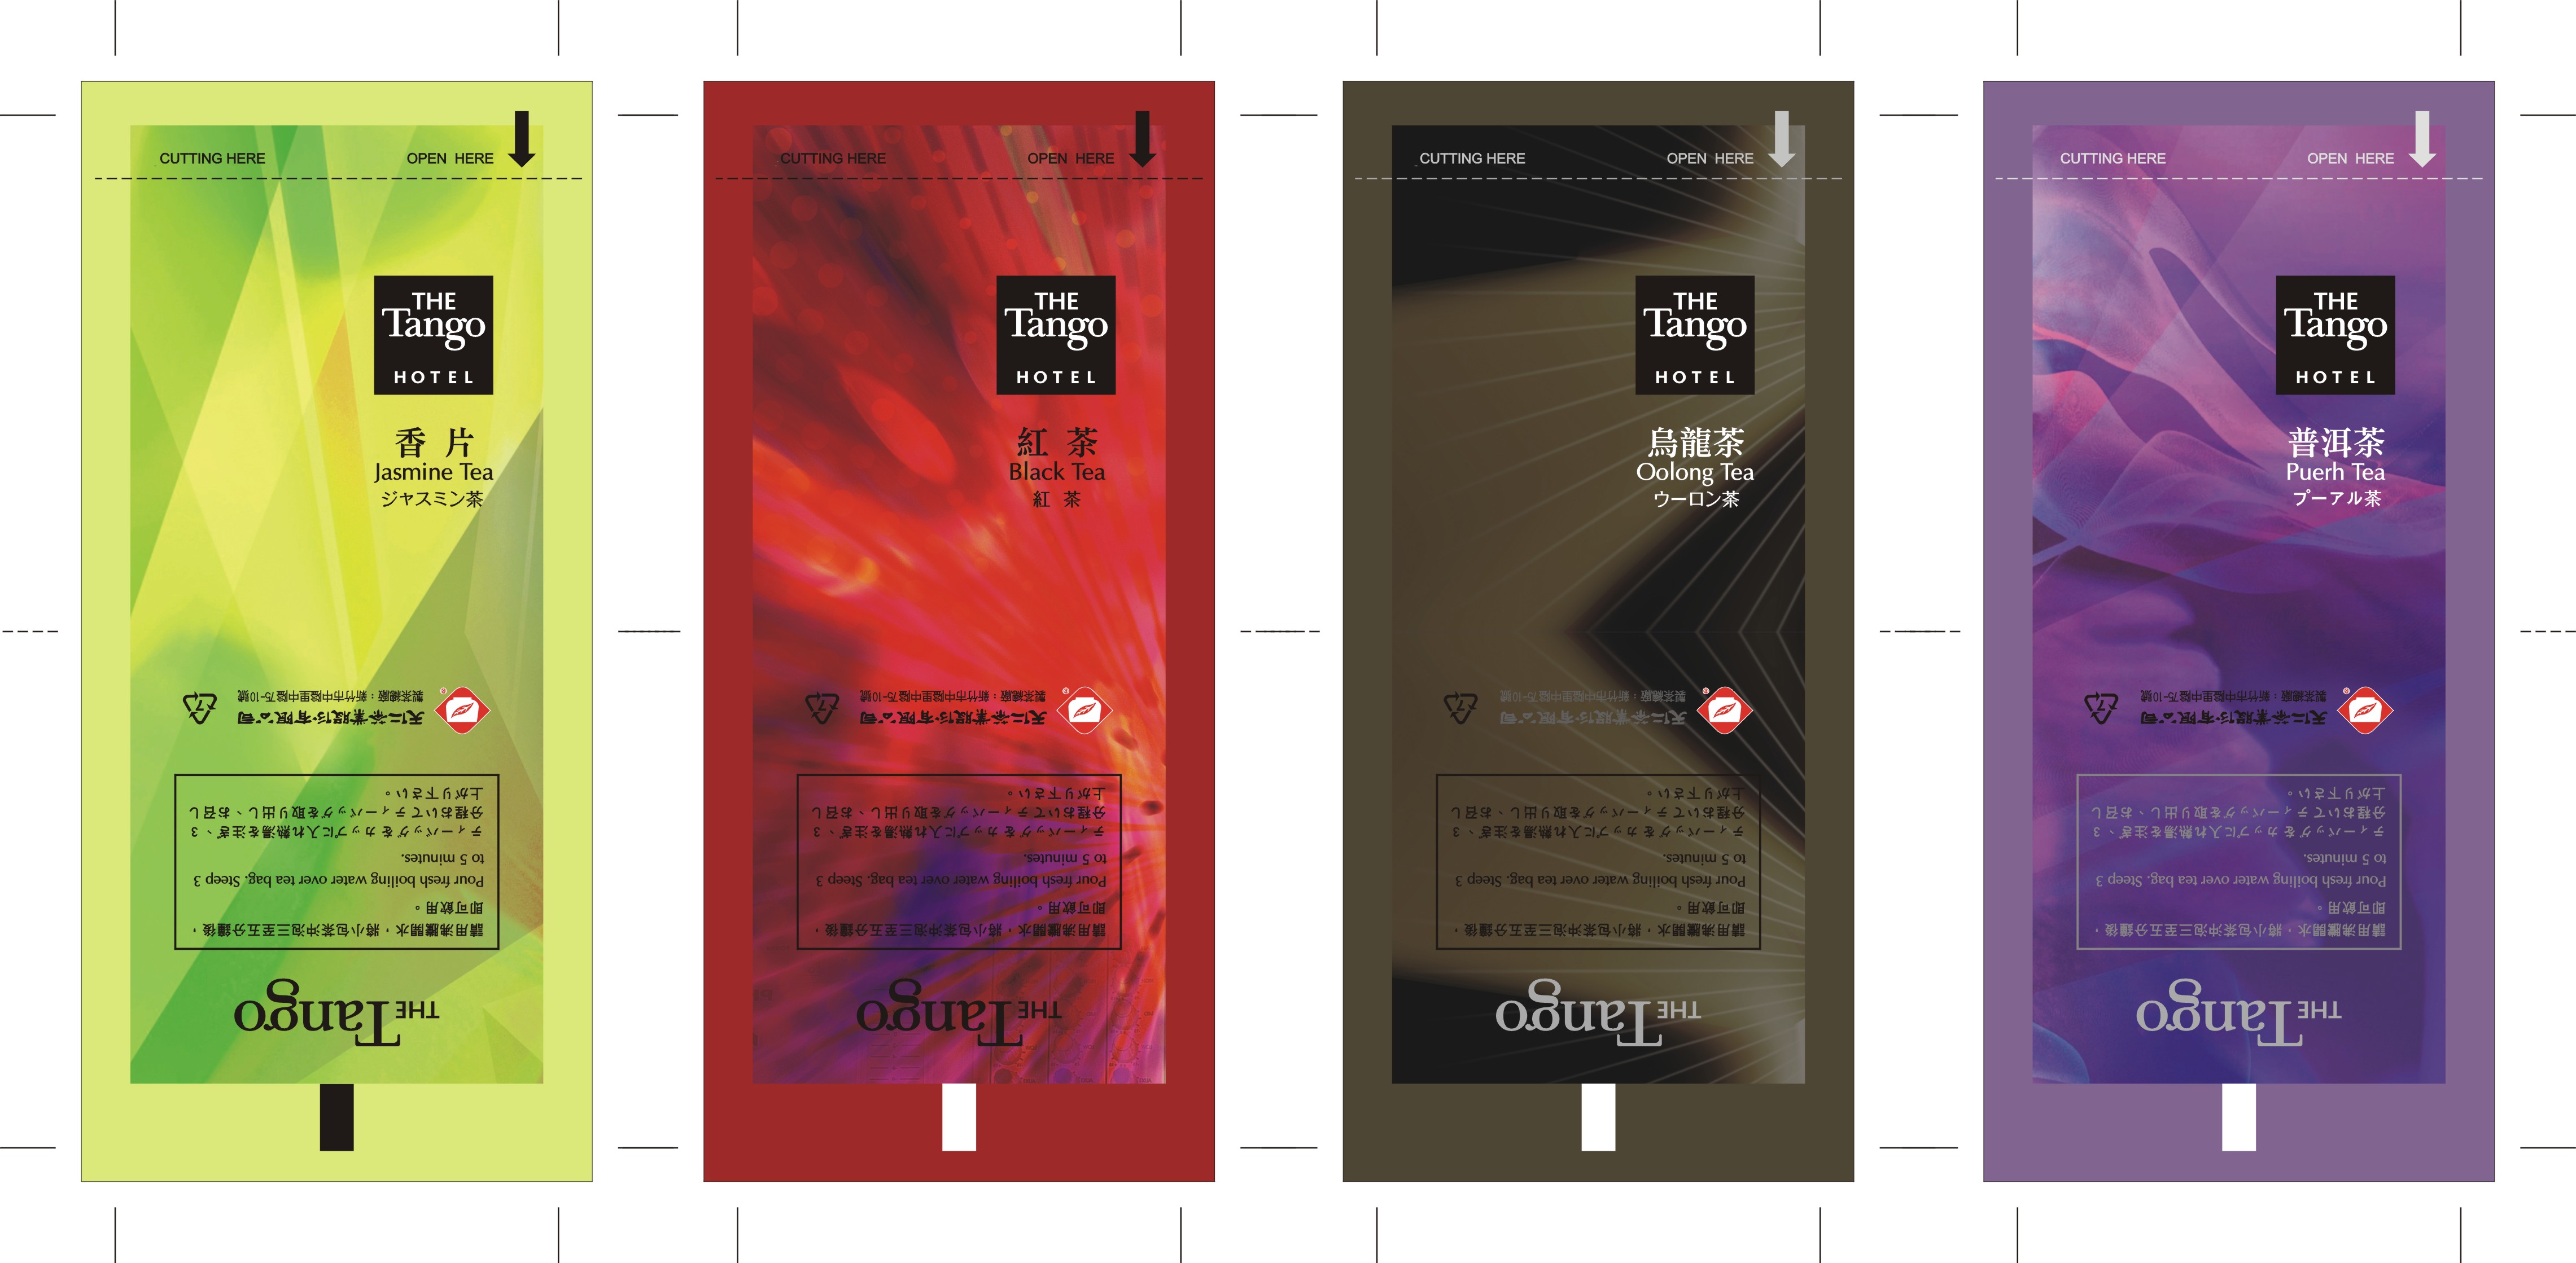 CUTTING HERE OPEN HERE
THE
Tango
HOTEL
香片
Jasmine Tea
ジャスミン茶
天仁茶業股份有限公司
製茶總廠：新竹市中隘里中隘75-10號
7
請用沸騰開水，將小包茶沖泡三至五分鐘後，
即可飲用。
Pour fresh boiling water over tea bag. Steep 3
to 5 minutes.
ティーバッグをカップに入れ熱湯を注ぎ、3
分程おいてティーバッグを取り出し、お召し
上がり下さい。
THE Tango
CUTTING HERE OPEN HERE
THE
Tango
HOTEL
紅茶
Black Tea
紅茶
天仁茶業股份有限公司
製茶總廠：新竹市中隘里中隘75-10號
7
請用沸騰開水，將小包茶沖泡三至五分鐘後，
即可飲用。
Pour fresh boiling water over tea bag. Steep 3
to 5 minutes.
ティーバッグをカップに入れ熱湯を注ぎ、3
分程おいてティーバッグを取り出し、お召し
上がり下さい。
THE Tango
CUTTING HERE OPEN HERE
THE
Tango
HOTEL
烏龍茶
Oolong Tea
ウーロン茶
天仁茶業股份有限公司
製茶總廠：新竹市中隘里中隘75-10號
7
請用沸騰開水，將小包茶沖泡三至五分鐘後，
即可飲用。
Pour fresh boiling water over tea bag. Steep 3
to 5 minutes.
ティーバッグをカップに入れ熱湯を注ぎ、3
分程おいてティーバッグを取り出し、お召し
上がり下さい。
THE Tango
CUTTING HERE OPEN HERE
THE
Tango
HOTEL
普洱茶
Puerh Tea
プーアル茶
天仁茶業股份有限公司
製茶總廠：新竹市中隘里中隘75-10號
7
請用沸騰開水，將小包茶沖泡三至五分鐘後，
即可飲用。
Pour fresh boiling water over tea bag. Steep 3
to 5 minutes.
ティーバッグをカップに入れ熱湯を注ぎ、3
分程おいてティーバッグを取り出し、お召し
上がり下さい。
THE Tango